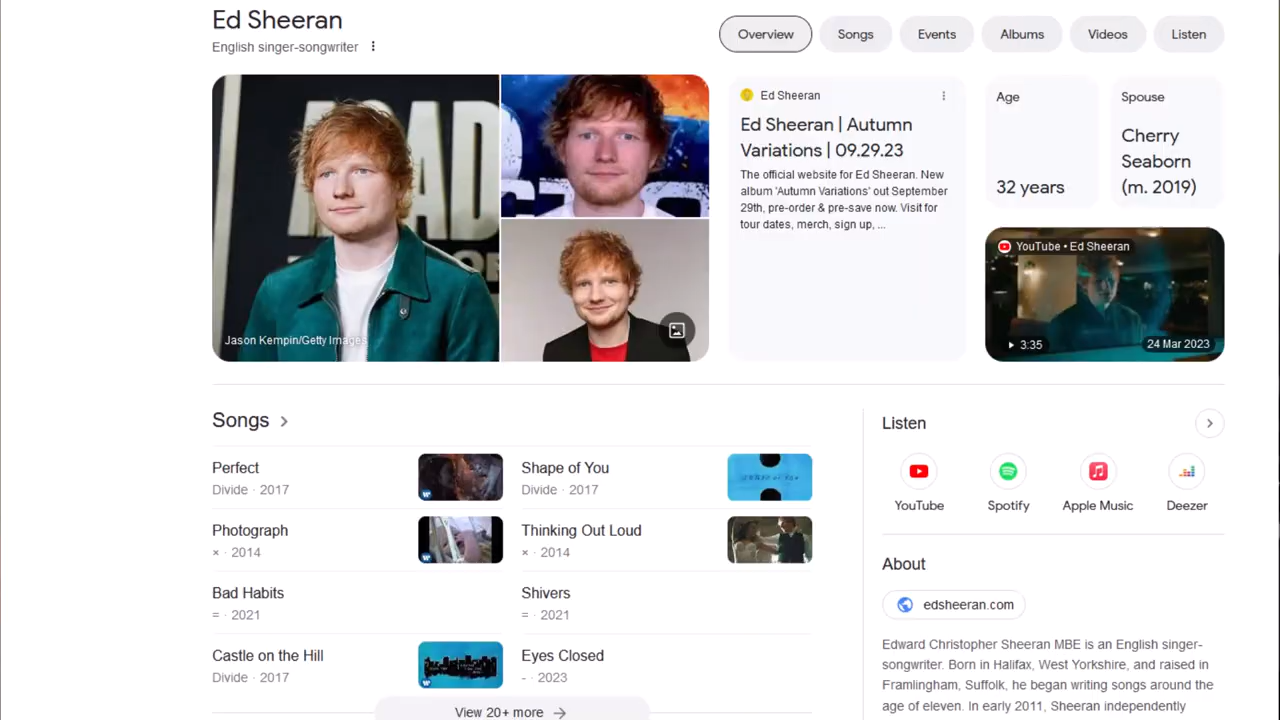 Ed Sheeran
English singer-songwriter
Overview
Songs
Events
Albums
Videos
Listen
Jason Kempin/Getty Images
Ed Sheeran
Ed Sheeran | Autumn
Variations | 09.29.23
The official website for Ed Sheeran. New
album 'Autumn Variations' out September
29th, pre-order & pre-save now. Visit for
tour dates, merch, sign up, ...
Age
32 years
Spouse
Cherry
Seaborn
(m. 2019)
YouTube • Ed Sheeran
3:35
24 Mar 2023
Songs
Perfect
Divide · 2017
Shape of You
Divide · 2017
Photograph
× · 2014
Thinking Out Loud
× · 2014
Bad Habits
= · 2021
Shivers
= · 2021
Castle on the Hill
Divide · 2017
Eyes Closed
- · 2023
View 20+ more
Listen
YouTube
Spotify
Apple Music
Deezer
About
edsheeran.com
Edward Christopher Sheeran MBE is an English singer-
songwriter. Born in Halifax, West Yorkshire, and raised in
Framlingham, Suffolk, he began writing songs around the
age of eleven. In early 2011, Sheeran independently